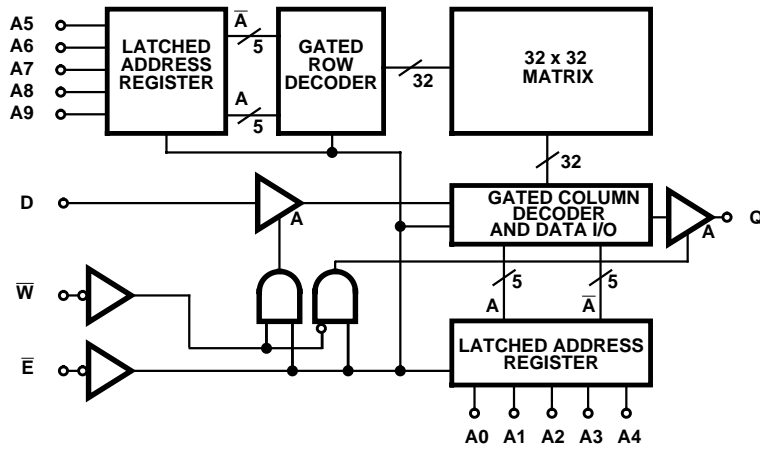 A5
A6
A7
A8
A9
LATCHED
ADDRESS
REGISTER
A̅
5
A
5
GATED
ROW
DECODER
32
32 x 32
MATRIX
32
D
A
GATED COLUMN
DECODER
AND DATA I/O
A
Q
W̅
5
A
5
A̅
E̅
LATCHED ADDRESS
REGISTER
A0 A1 A2 A3 A4